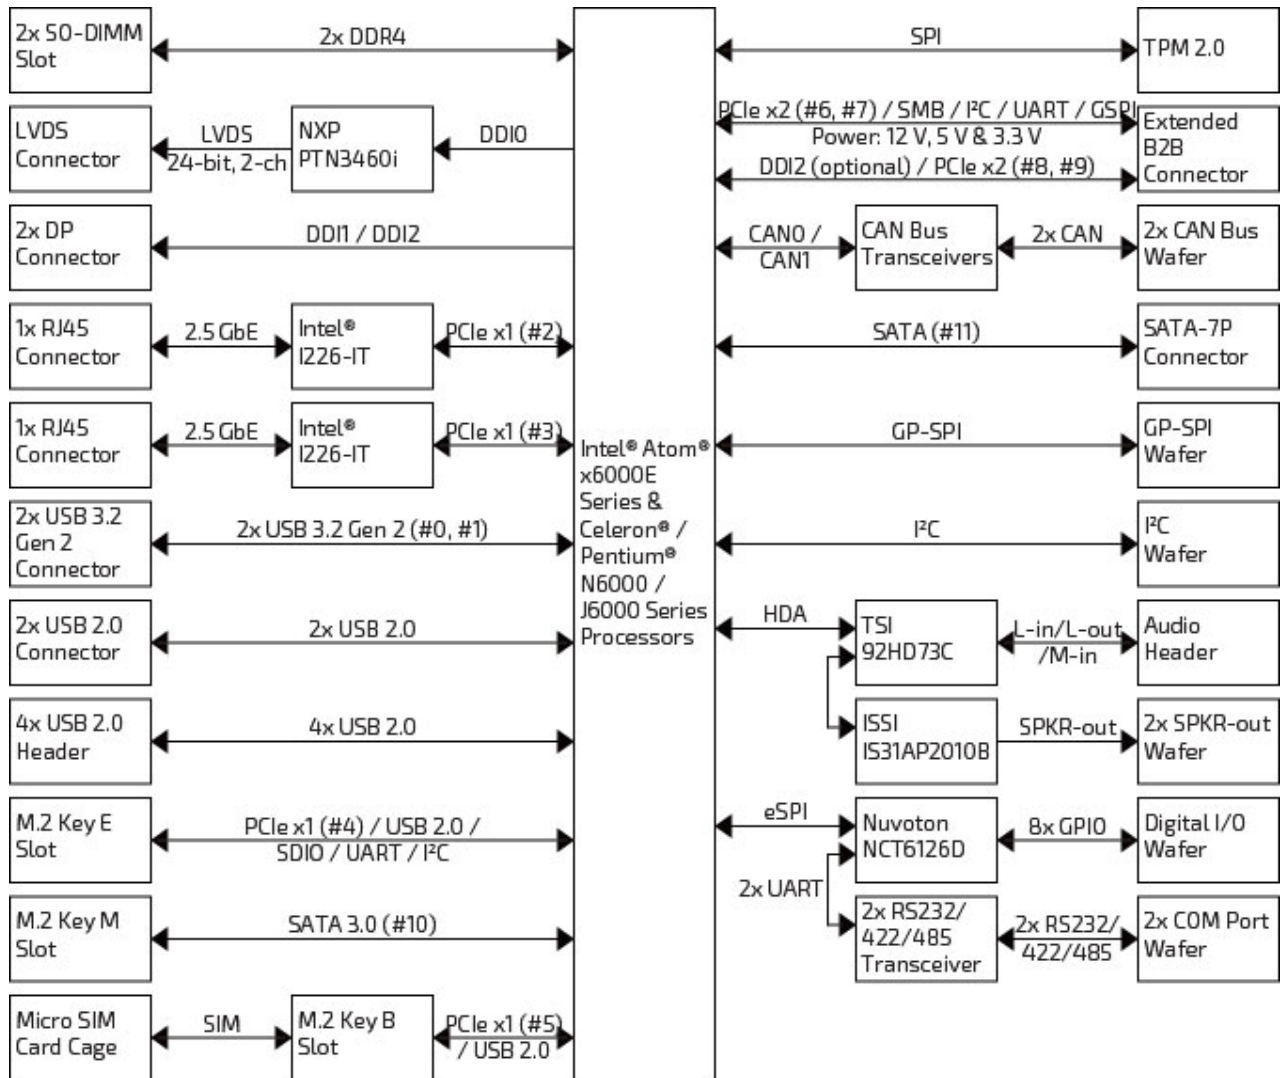 2x SO-DIMM
Slot
2x DDR4
LVDS
Connector
LVDS
24-bit, 2-ch
NXP
PTN3460i
DDI0
2x DP
Connector
DDI1 / DDI2
1x RJ45
Connector
2.5 GbE
Intel®
I226-IT
PCIe x1 (#2)
1x RJ45
Connector
2.5 GbE
Intel®
I226-IT
PCIe x1 (#3)
2x USB 3.2
Gen 2
Connector
2x USB 3.2 Gen 2 (#0, #1)
2x USB 2.0
Connector
2x USB 2.0
4x USB 2.0
Header
4x USB 2.0
M.2 Key E
Slot
PCIe x1 (#4) / USB 2.0 /
SDIO / UART / I²C
M.2 Key M
Slot
SATA 3.0 (#10)
Micro SIM
Card Cage
SIM
M.2 Key B
Slot
PCIe x1 (#5)
/ USB 2.0
Intel® Atom®
x6000E
Series &
Celeron® /
Pentium®
N6000 /
J6000 Series
Processors
SPI
TPM 2.0
PCIe x2 (#6, #7) / SMB / I²C / UART / GSPI
Power: 12 V, 5 V & 3.3 V
DDI2 (optional) / PCIe x2 (#8, #9)
Extended
B2B
Connector
CAN0 /
CAN1
CAN Bus
Transceivers
2x CAN
2x CAN Bus
Wafer
SATA (#11)
SATA-7P
Connector
GP-SPI
GP-SPI
Wafer
I²C
I²C
Wafer
HDA
TSI
92HD73C
L-in/L-out
/M-in
Audio
Header
ISSI
IS31AP2010B
SPKR-out
2x SPKR-out
Wafer
eSPI
Nuvoton
NCT6126D
8x GPIO
Digital I/O
Wafer
2x UART
2x RS232/
422/485
Transceiver
2x RS232/
422/485
2x COM Port
Wafer